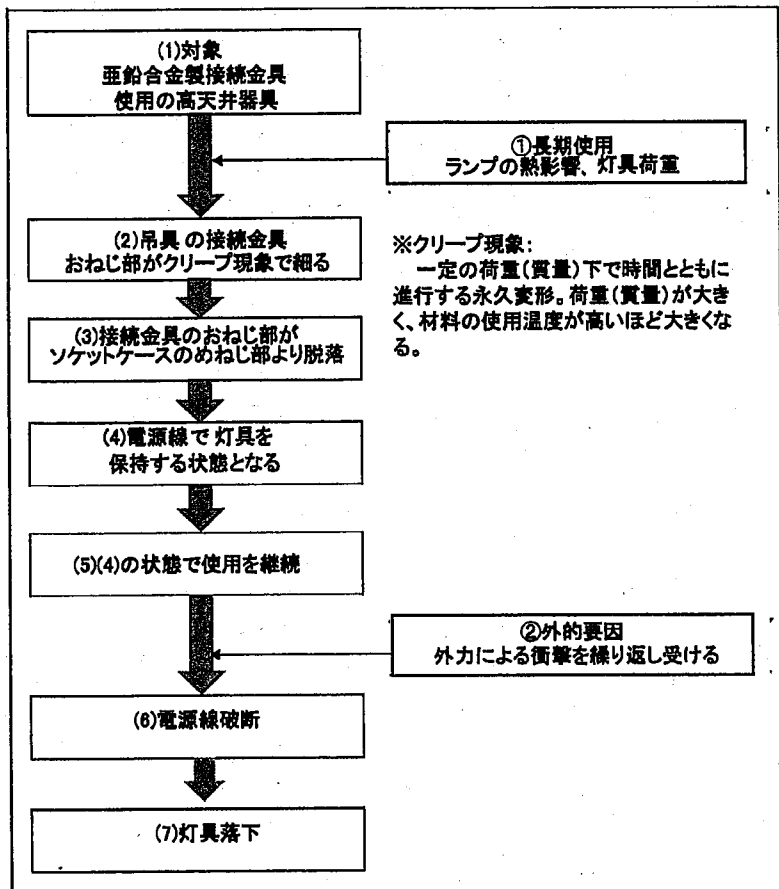 (1)対象
亜鉛合金製接続金具
使用の高天井器具
①長期使用
ランプの熱影響、灯具荷重
(2)吊具の接続金具
おねじ部がクリープ現象で細る
※クリープ現象:
一定の荷重(質量)下で時間とともに
進行する永久変形。荷重(質量)が大き
く、材料の使用温度が高いほど大きくな
る。
(3)接続金具のおねじ部が
ソケットケースのめねじ部より脱落
(4)電源線で灯具を
保持する状態となる
(5)(4)の状態で使用を継続
②外的要因
外力による衝撃を繰り返し受ける
(6)電源線破断
(7)灯具落下